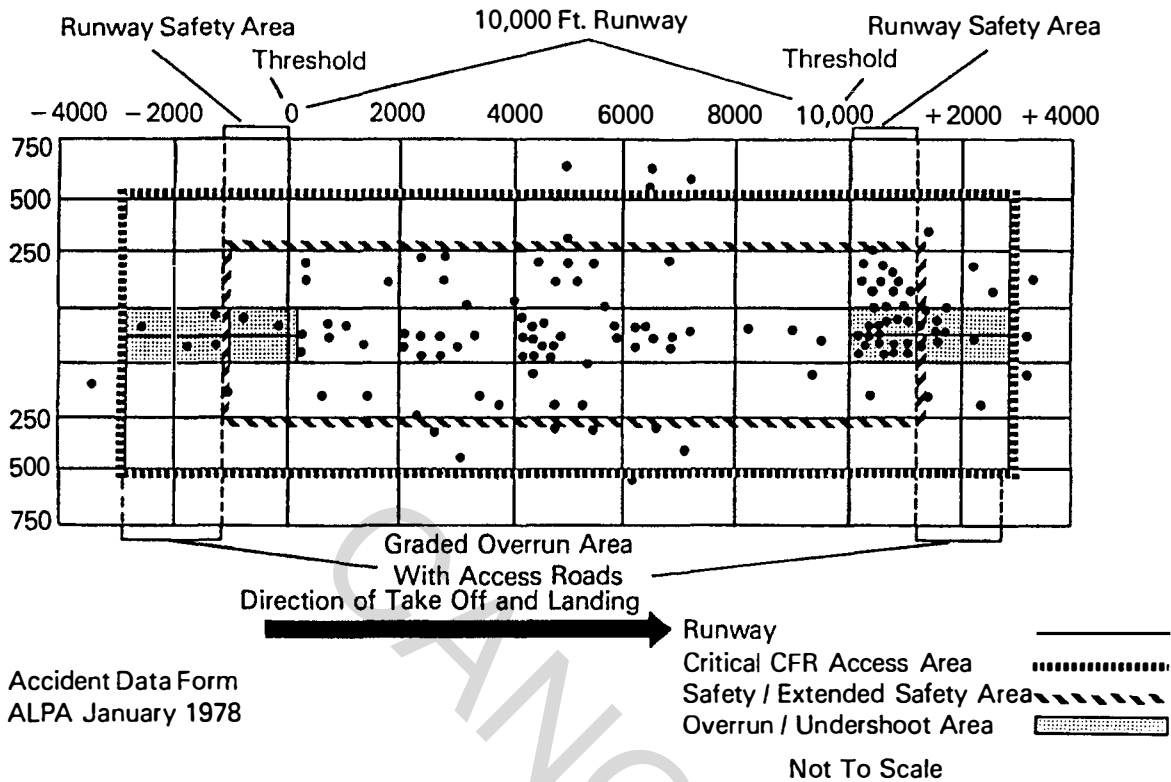 Runway Safety Area
10,000 Ft. Runway
Runway Safety Area
Threshold
Threshold
– 4000 – 2000 0 2000 4000 6000 8000 10,000 + 2000 + 4000
750
500
250
250
500
750
Graded Overrun Area
With Access Roads
Direction of Take Off and Landing
Runway
Critical CFR Access Area
Safety / Extended Safety Area
Overrun / Undershoot Area
Accident Data Form
ALPA January 1978
Not To Scale